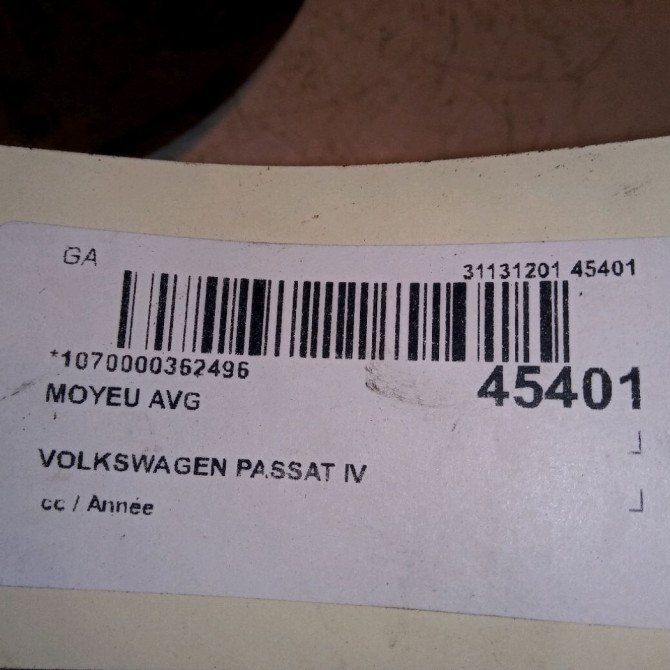 GA
31131201 45401
*1070000362496
45401
MOYEU AVG
VOLKSWAGEN PASSAT IV
cc / Année